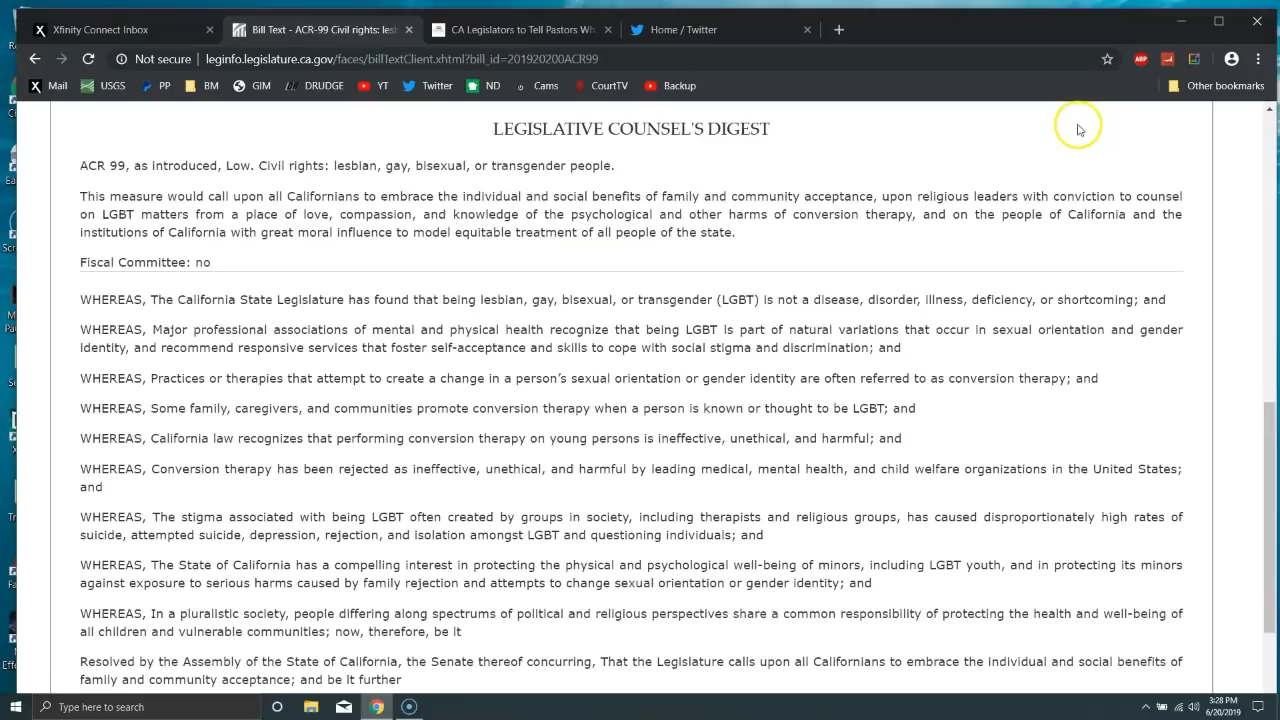 Xfinity Connect Inbox
Bill Text - ACR-99 Civil rights: les
CA Legislators to Tell Pastors Wh
Home / Twitter
Not secure
leginfo.legislature.ca.gov/faces/billTextClient.xhtml?bill_id=201920200ACR99
ABP
Mail USGS PP BM GIM DRUDGE YT Twitter ND Cams CourtTV Backup Other bookmarks
LEGISLATIVE COUNSEL'S DIGEST
ACR 99, as introduced, Low. Civil rights: lesbian, gay, bisexual, or transgender people.
This measure would call upon all Californians to embrace the individual and social benefits of family and community acceptance, upon religious leaders with conviction to counsel
on LGBT matters from a place of love, compassion, and knowledge of the psychological and other harms of conversion therapy, and on the people of California and the
institutions of California with great moral influence to model equitable treatment of all people of the state.
Fiscal Committee: no
WHEREAS, The California State Legislature has found that being lesbian, gay, bisexual, or transgender (LGBT) is not a disease, disorder, illness, deficiency, or shortcoming; and
WHEREAS, Major professional associations of mental and physical health recognize that being LGBT is part of natural variations that occur in sexual orientation and gender
identity, and recommend responsive services that foster self-acceptance and skills to cope with social stigma and discrimination; and
WHEREAS, Practices or therapies that attempt to create a change in a person’s sexual orientation or gender identity are often referred to as conversion therapy; and
WHEREAS, Some family, caregivers, and communities promote conversion therapy when a person is known or thought to be LGBT; and
WHEREAS, California law recognizes that performing conversion therapy on young persons is ineffective, unethical, and harmful; and
WHEREAS, Conversion therapy has been rejected as ineffective, unethical, and harmful by leading medical, mental health, and child welfare organizations in the United States;
and
WHEREAS, The stigma associated with being LGBT often created by groups in society, including therapists and religious groups, has caused disproportionately high rates of
suicide, attempted suicide, depression, rejection, and isolation amongst LGBT and questioning individuals; and
WHEREAS, The State of California has a compelling interest in protecting the physical and psychological well-being of minors, including LGBT youth, and in protecting its minors
against exposure to serious harms caused by family rejection and attempts to change sexual orientation or gender identity; and
WHEREAS, In a pluralistic society, people differing along spectrums of political and religious perspectives share a common responsibility of protecting the health and well-being of
all children and vulnerable communities; now, therefore, be it
Resolved by the Assembly of the State of California, the Senate thereof concurring, That the Legislature calls upon all Californians to embrace the individual and social benefits of
family and community acceptance; and be it further
Type here to search
3:28 PM
6/20/2019